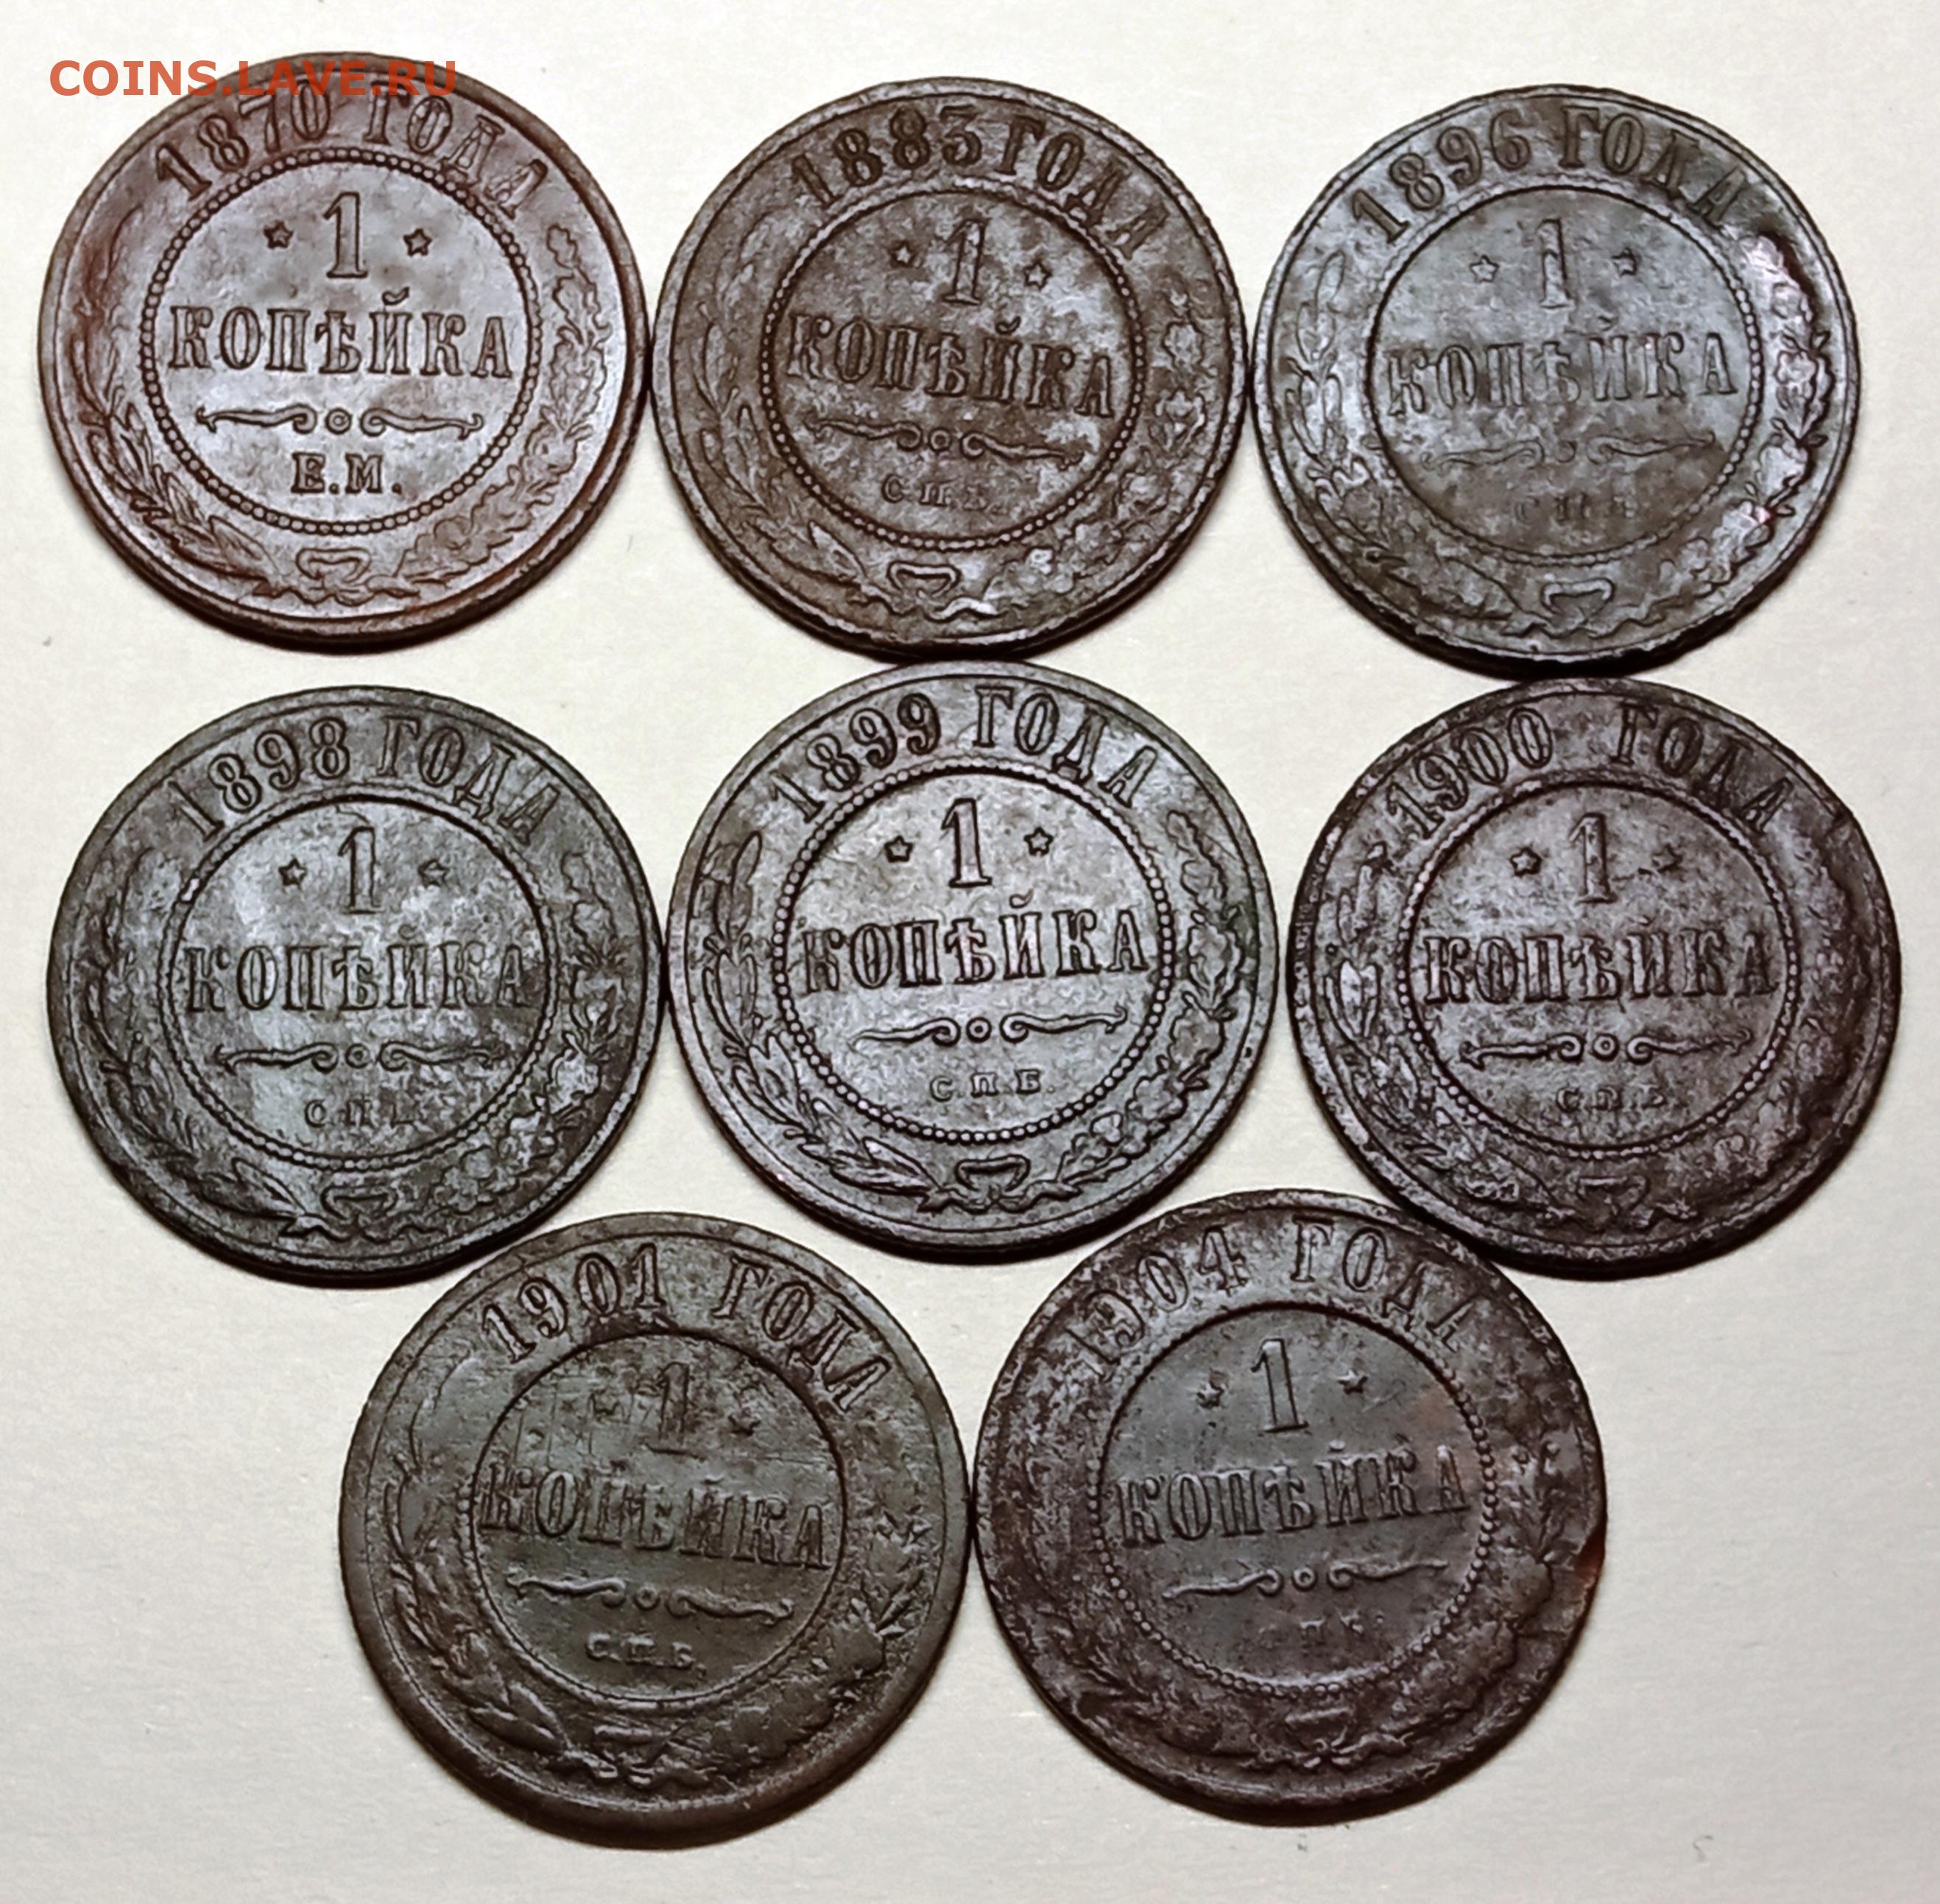 COINS.LAVE.RU
1870 ГОДА
1
КОПѢЙКА
Е.М.
1883 ГОДА
1
КОПѢЙКА
С.П.Б.
1896 ГОДА
1
КОПѢЙКА
С.П.Б.
1898 ГОДА
1
КОПѢЙКА
С.П.Б.
1899 ГОДА
1
КОПѢЙКА
С.П.Б.
1900 ГОДА
1
КОПѢЙКА
С.П.Б.
1901 ГОДА
1
КОПѢЙКА
С.П.Б.
1904 ГОДА
1
КОПѢЙКА
С.П.Б.